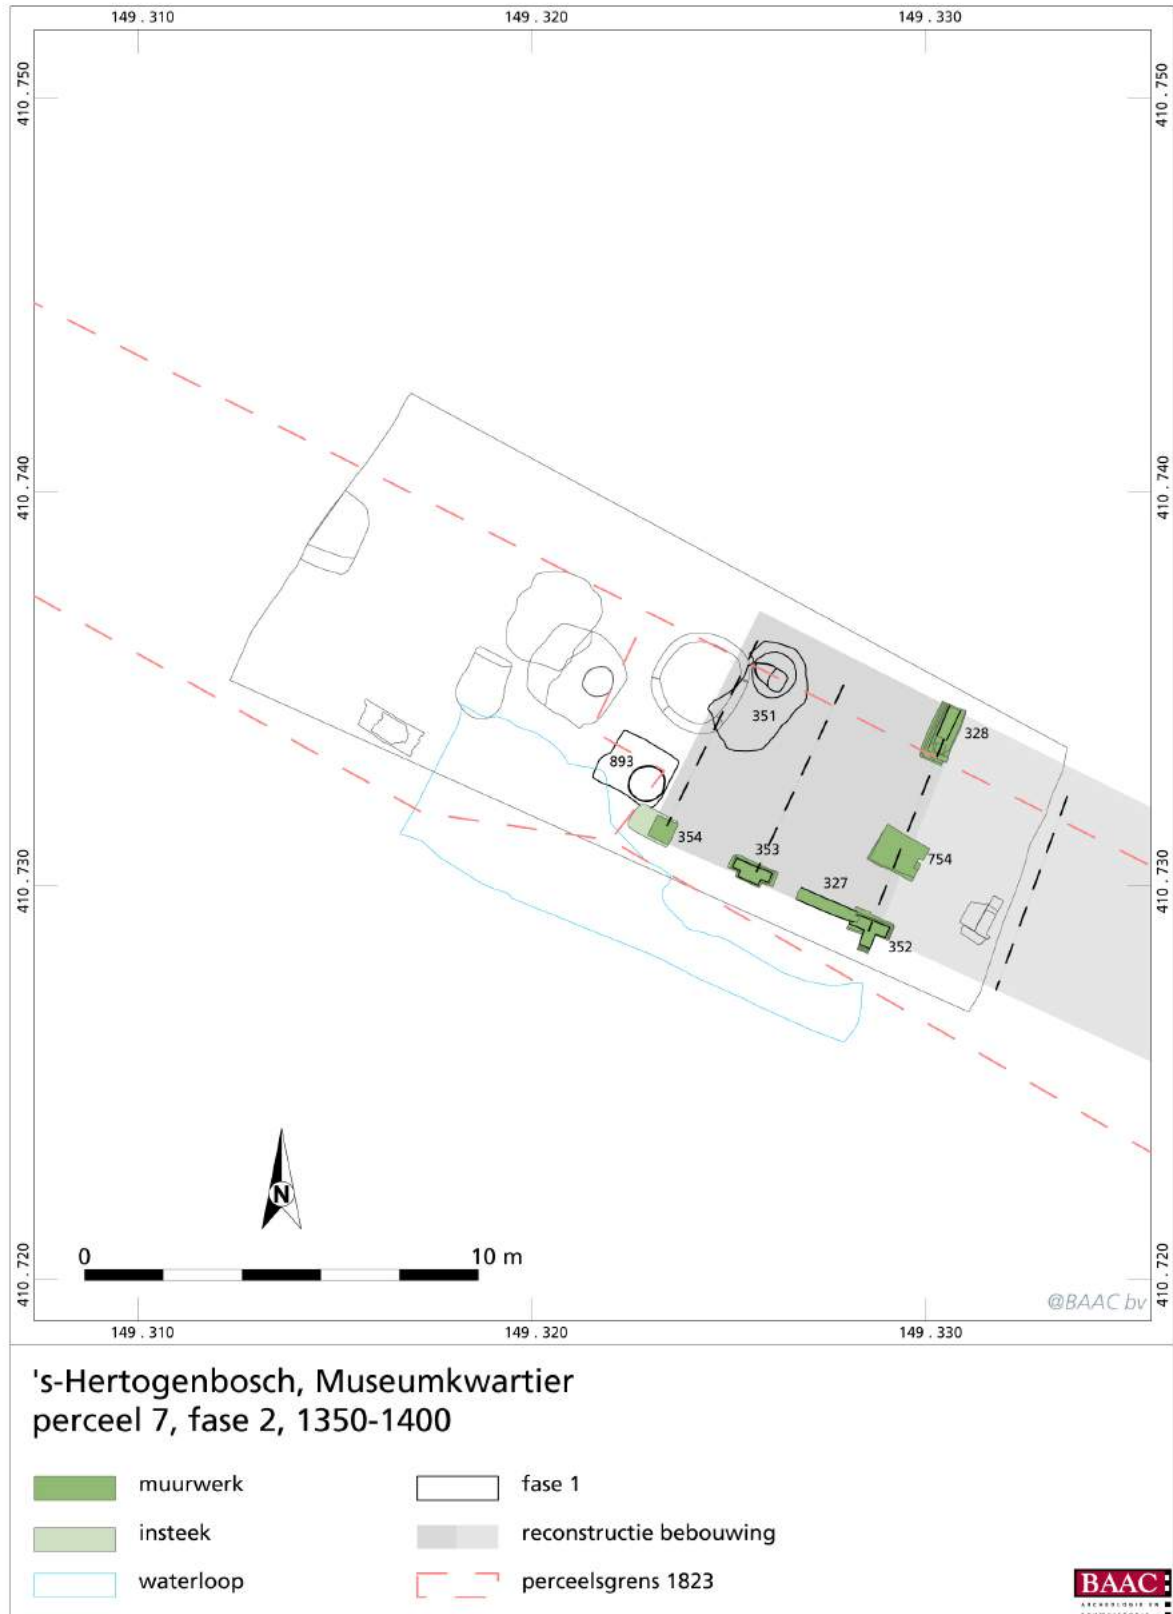 149 . 310 149 . 320 149 . 330
410 . 750 410 . 750
410 . 740 410 . 740
351
328
893
354
353
754
327
352
410 . 730 410 . 730
N
0 10 m
410 . 720 410 . 720
@BAAC bv
149 . 310 149 . 320 149 . 330
's-Hertogenbosch, Museumkwartier
perceel 7, fase 2, 1350-1400
muurwerk fase 1
insteek reconstructie bebouwing
waterloop perceelsgrens 1823
BAAC